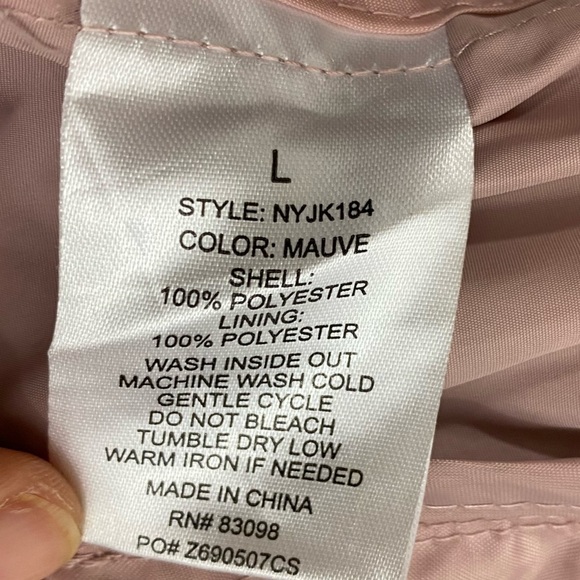 L
STYLE: NYJK184
COLOR: MAUVE
SHELL:
100% POLYESTER
LINING:
100% POLYESTER
WASH INSIDE OUT
MACHINE WASH COLD
GENTLE CYCLE
DO NOT BLEACH
TUMBLE DRY LOW
WARM IRON IF NEEDED
MADE IN CHINA
RN# 83098
PO# Z690507CS